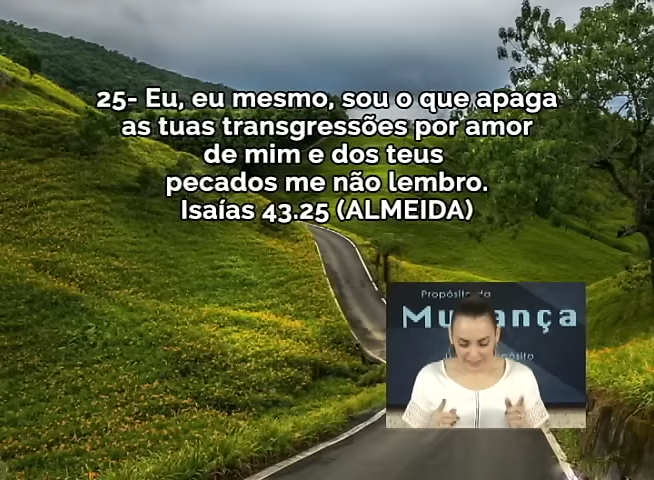 25- Eu, eu mesmo, sou o que apaga
as tuas transgressões por amor
de mim e dos teus
pecados me não lembro.
Isaías 43.25 (ALMEIDA)
Propósito da